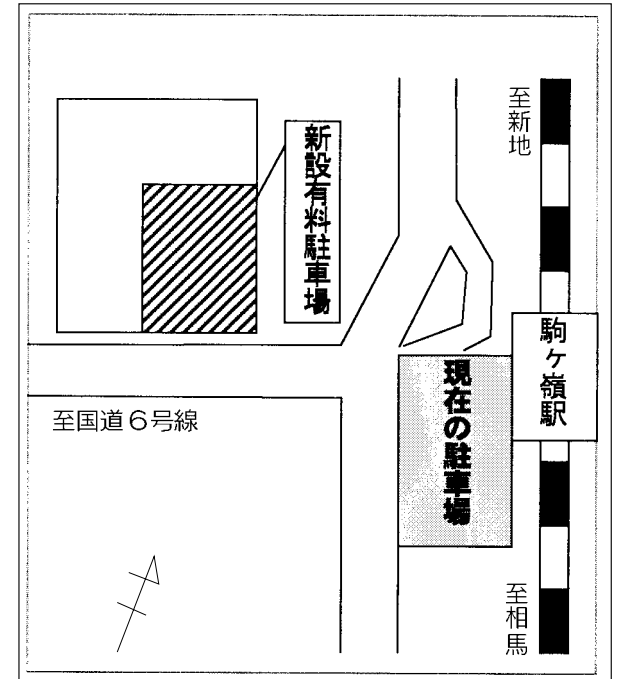 至新地
新設有料駐車場
駒ヶ嶺駅
現在の駐車場
至国道６号線
至相馬